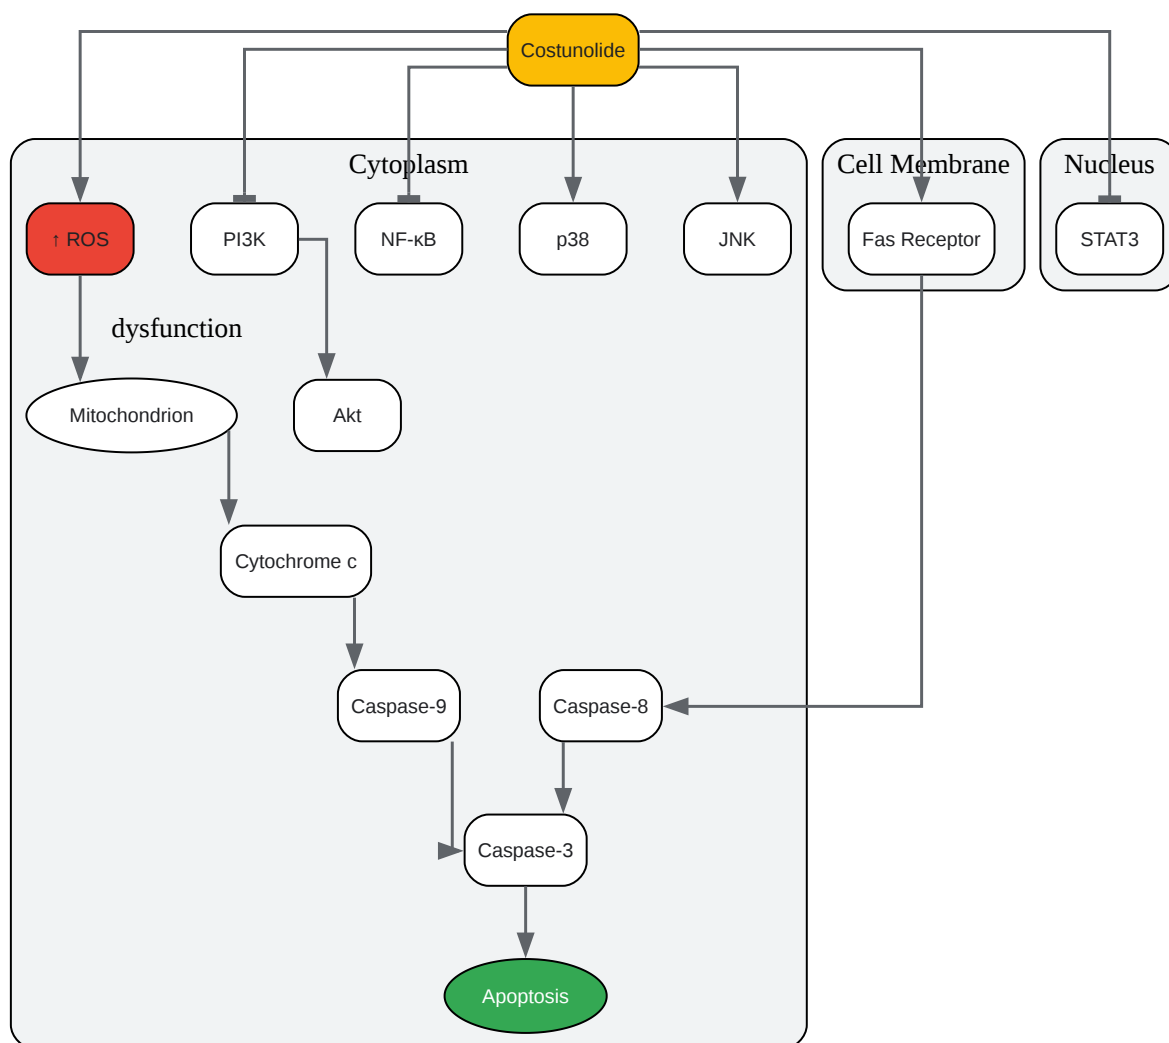 Costunolide
Cytoplasm
Cell Membrane
Nucleus
↑ ROS
PI3K
NF-κB
p38
JNK
Fas Receptor
STAT3
dysfunction
Mitochondrion
Akt
Cytochrome c
Caspase-9
Caspase-8
Caspase-3
Apoptosis